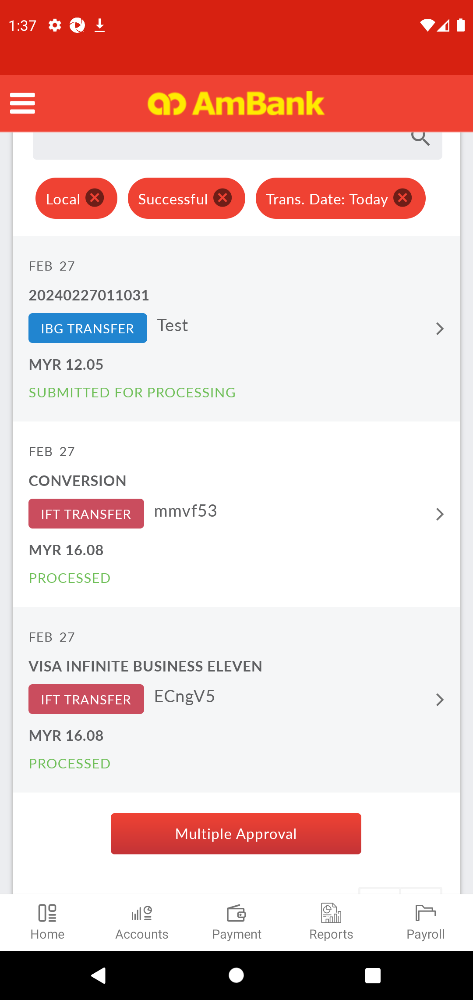 1:37
AmBank
Local
Successful
Trans. Date: Today
FEB 27
20240227011031
IBG TRANSFER Test
MYR 12.05
SUBMITTED FOR PROCESSING
FEB 27
CONVERSION
IFT TRANSFER mmvf53
MYR 16.08
PROCESSED
FEB 27
VISA INFINITE BUSINESS ELEVEN
IFT TRANSFER ECngV5
MYR 16.08
PROCESSED
Multiple Approval
Home Accounts Payment Reports Payroll